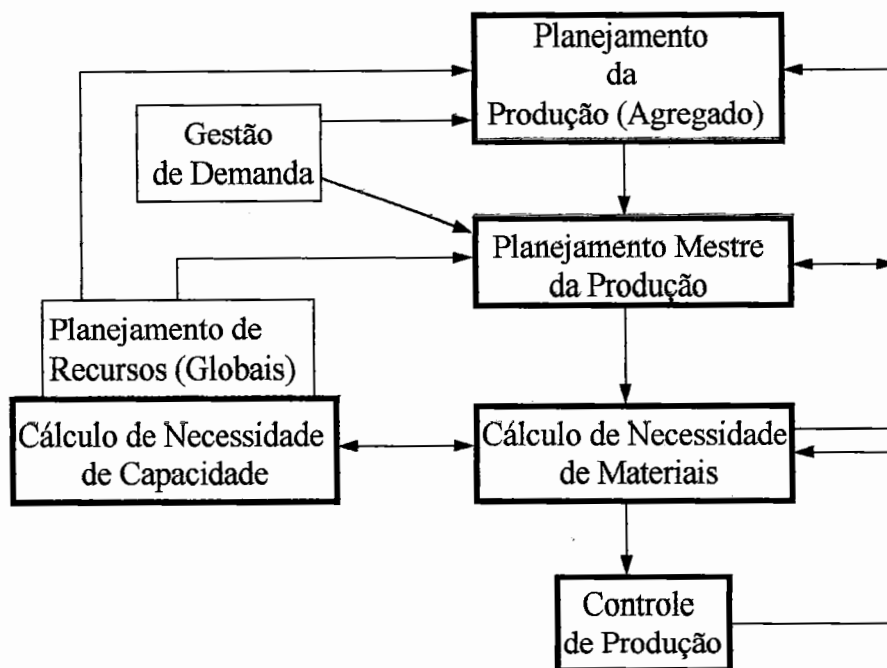 Planejamento
da
Produção (Agregado)
Gestão
de Demanda
Planejamento Mestre
da Produção
Planejamento de
Recursos (Globais)
Cálculo de Necessidade
de Capacidade
Cálculo de Necessidade
de Materiais
Controle
de Produção